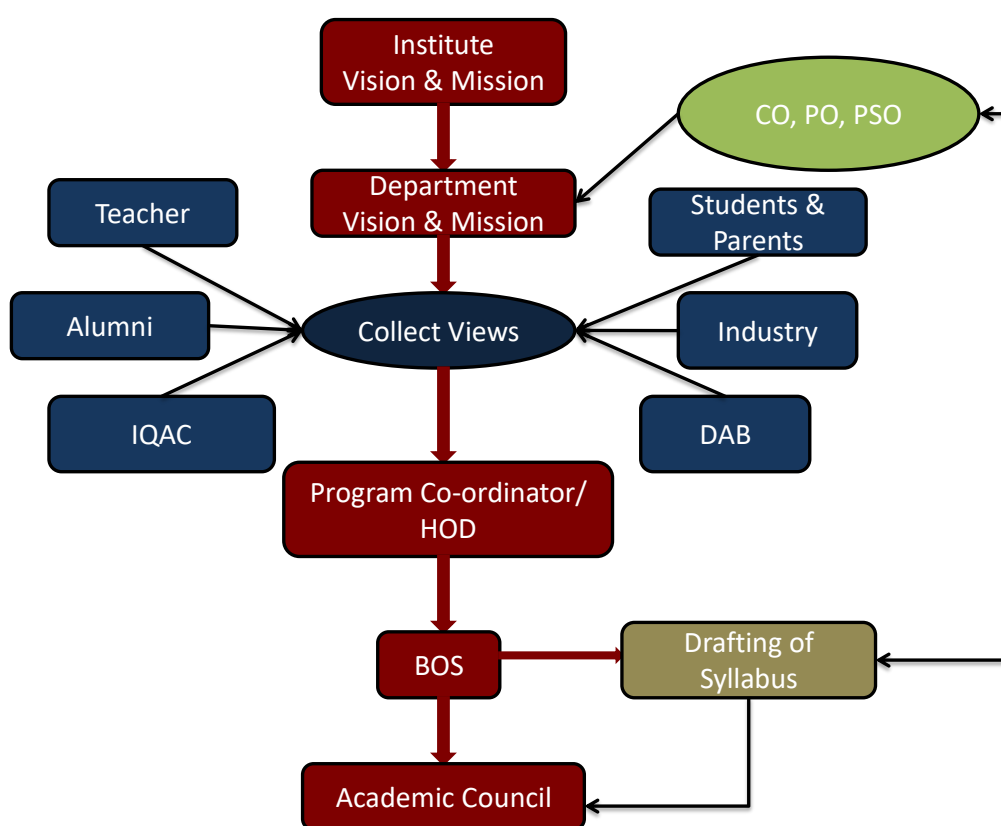 Institute
Vision & Mission
CO, PO, PSO
Department
Vision & Mission
Teacher
Students &
Parents
Alumni
Collect Views
Industry
IQAC
DAB
Program Co-ordinator/
HOD
BOS
Drafting of
Syllabus
Academic Council